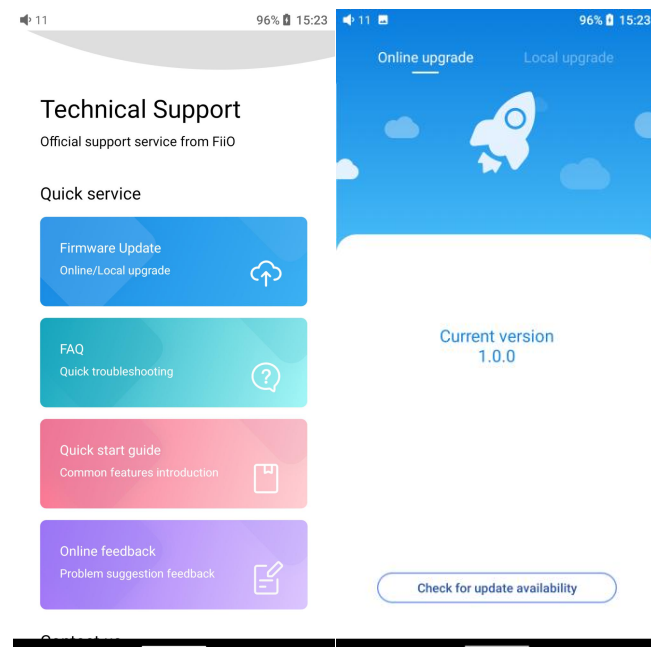 11
96% 15:23
Technical Support
Official support service from FiiO
Quick service
Firmware Update
Online/Local upgrade
FAQ
Quick troubleshooting
Quick start guide
Common features introduction
Online feedback
Problem suggestion feedback
11
96% 15:23
Online upgrade
Local upgrade
Current version
1.0.0
Check for update availability